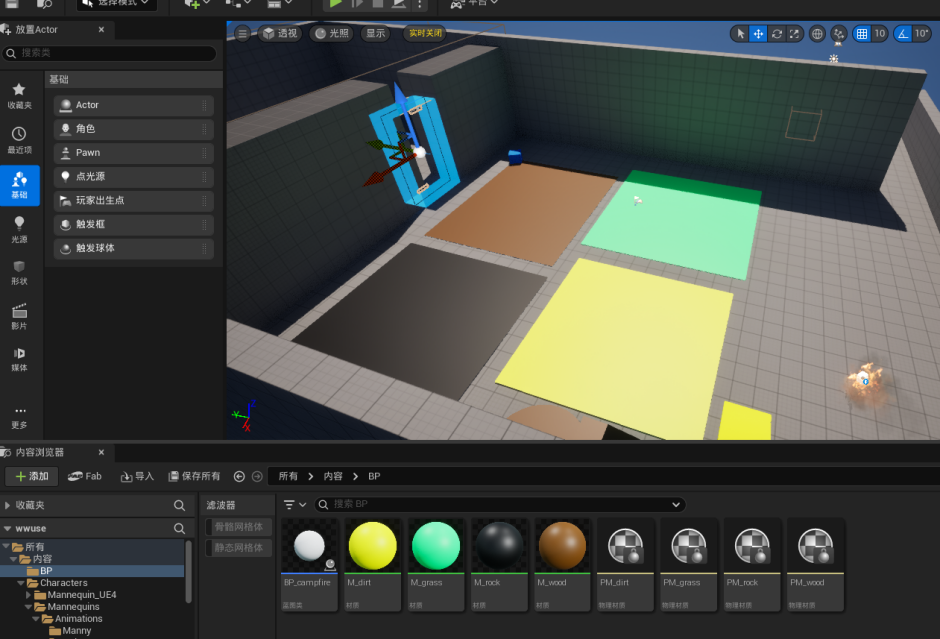 选择模式
平台
放置Actor
搜索类
收藏夹
最近项
基础
光源
形状
影片
媒体
更多
基础
Actor
角色
Pawn
点光源
玩家出生点
触发框
触发球体
透视
光照
显示
实时关闭
10
10°
内容浏览器
添加
Fab
导入
保存所有
所有
内容
BP
收藏夹
wwuse
所有
内容
BP
Characters
Mannequin_UE4
Mannequins
Animations
Manny
滤波器
骨骼网格体
静态网格体
搜索 BP
BP_campfire
蓝图类
M_dirt
材质
M_grass
材质
M_rock
材质
M_wood
材质
PM_dirt
物理材质
PM_grass
物理材质
PM_rock
物理材质
PM_wood
物理材质